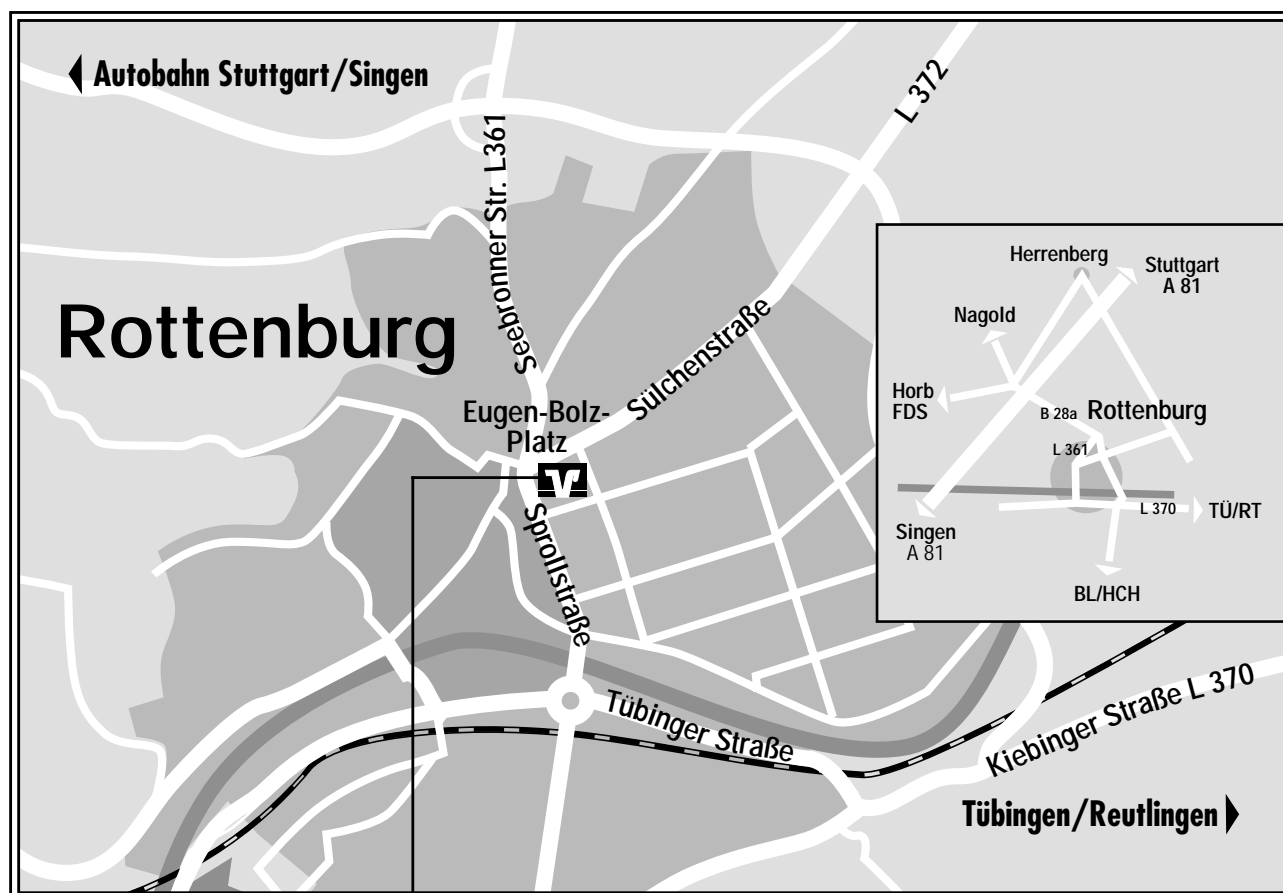 Autobahn Stuttgart/Singen
L 372
Seebronner Str. L361
Herrenberg
Stuttgart
A 81
Nagold
Rottenburg
Sülchenstraße
Horb
FDS
B 28a
Rottenburg
Eugen-Bolz-
Platz
L 361
L 370
TÜ/RT
Singen
A 81
Sprollstraße
BL/HCH
Tübinger Straße
Kiebinger Straße L 370
Tübingen/Reutlingen